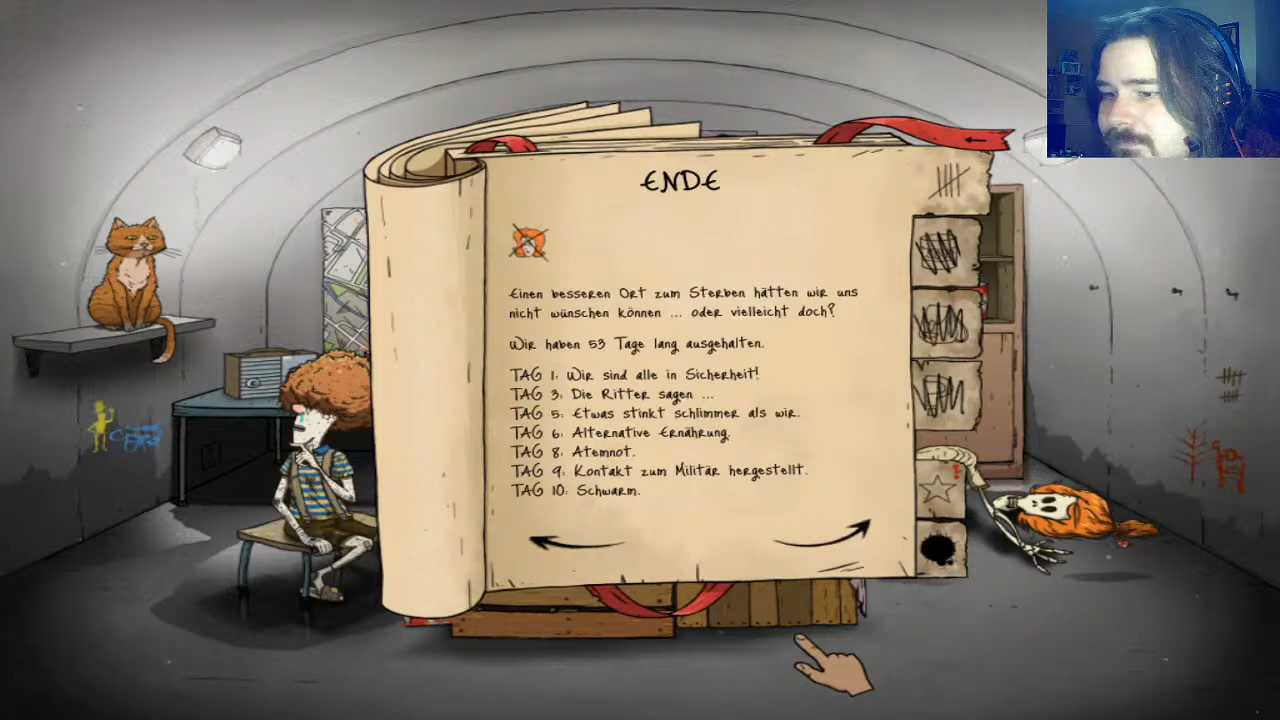 ENDE
Einen besseren Ort zum Sterben hätten wir uns
nicht wünschen können ... oder vielleicht doch?
Wir haben 53 Tage lang ausgehalten.
TAG 1: Wir sind alle in Sicherheit!
TAG 3: Die Ritter sagen ...
TAG 5: Etwas stinkt schlimmer als wir.
TAG 6: Alternative Ernährung.
TAG 8: Atemnot.
TAG 9: Kontakt zum Militär hergestellt.
TAG 10: Schwarm.